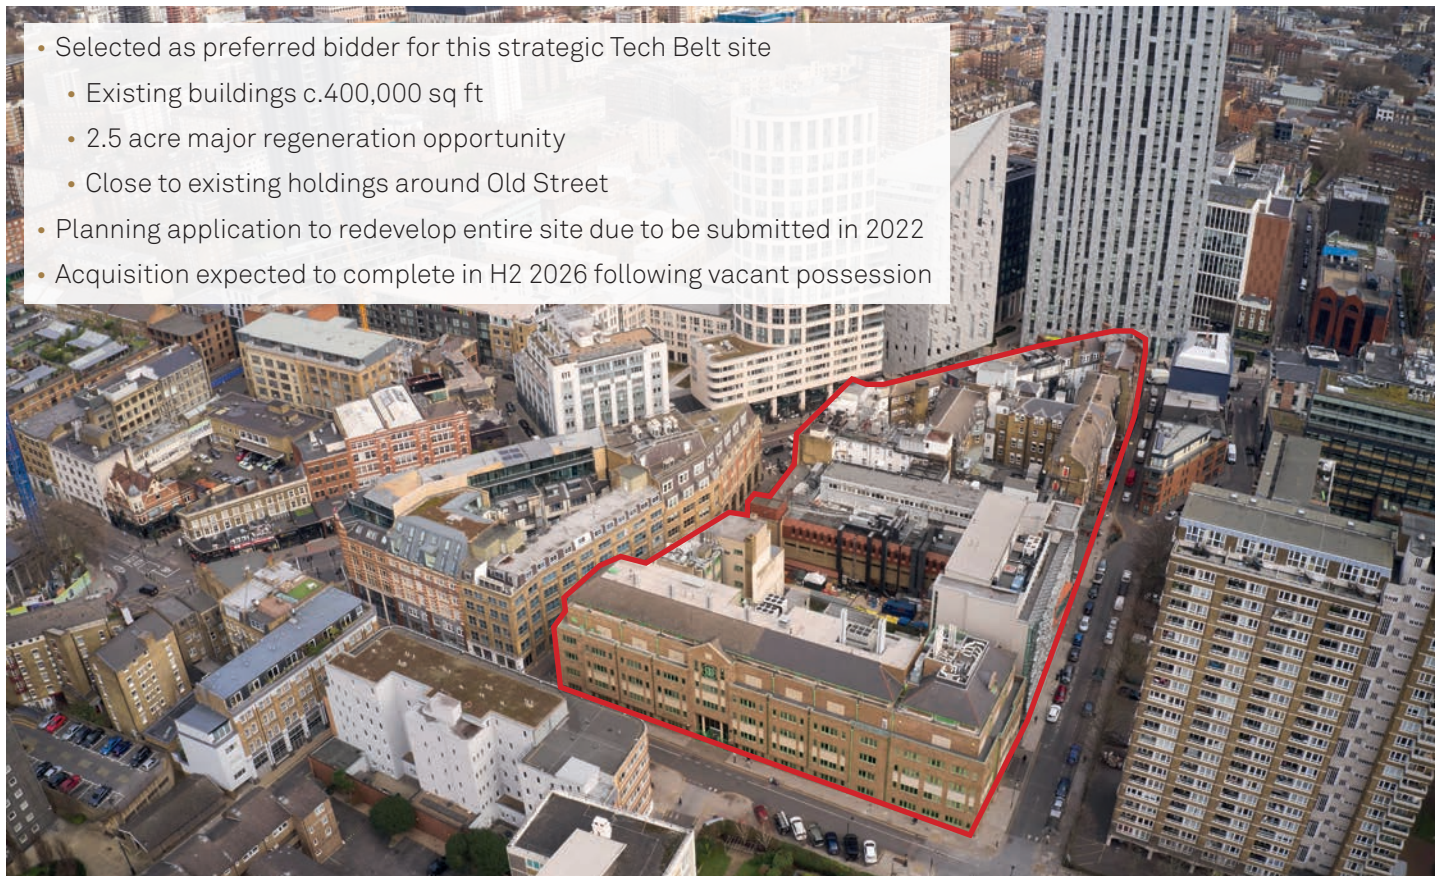 • Selected as preferred bidder for this strategic Tech Belt site
• Existing buildings c.400,000 sq ft
• 2.5 acre major regeneration opportunity
• Close to existing holdings around Old Street
• Planning application to redevelop entire site due to be submitted in 2022
• Acquisition expected to complete in H2 2026 following vacant possession